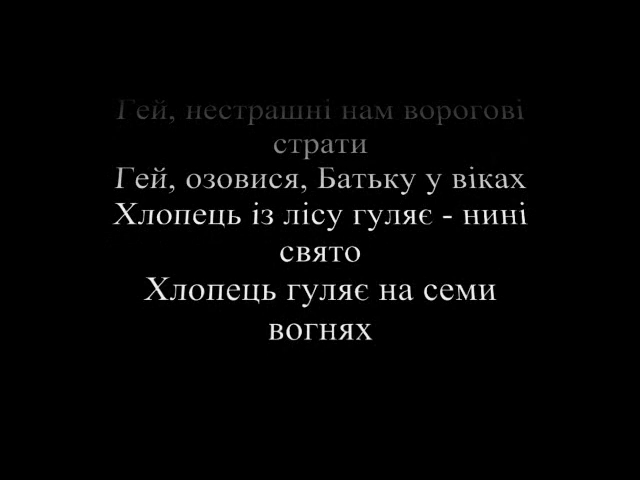 Гей, нестрашні нам ворогові
страти
Гей, озовися, Батьку у віках
Хлопець із лісу гуляє - нині
свято
Хлопець гуляє на семи
вогнях